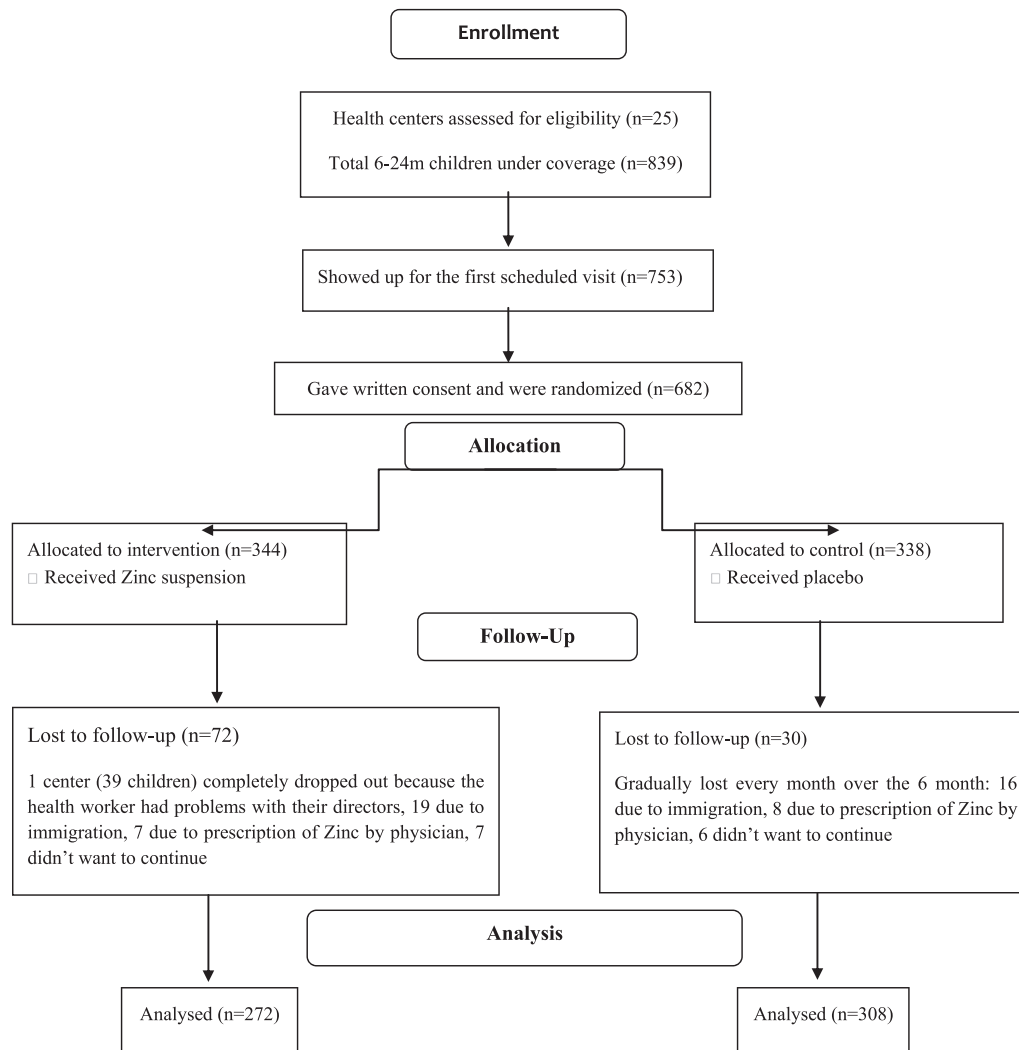 Enrollment
Health centers assessed for eligibility (n=25)
Total 6-24m children under coverage (n=839)
Showed up for the first scheduled visit (n=753)
Gave written consent and were randomized (n=682)
Allocation
Allocated to intervention (n=344)
□ Received Zinc suspension
Allocated to control (n=338)
□ Received placebo
Follow-Up
Lost to follow-up (n=72)
1 center (39 children) completely dropped out because the
health worker had problems with their directors, 19 due to
immigration, 7 due to prescription of Zinc by physician, 7
didn't want to continue
Lost to follow-up (n=30)
Gradually lost every month over the 6 month: 16
due to immigration, 8 due to prescription of Zinc by
physician, 6 didn't want to continue
Analysis
Analysed (n=272)
Analysed (n=308)